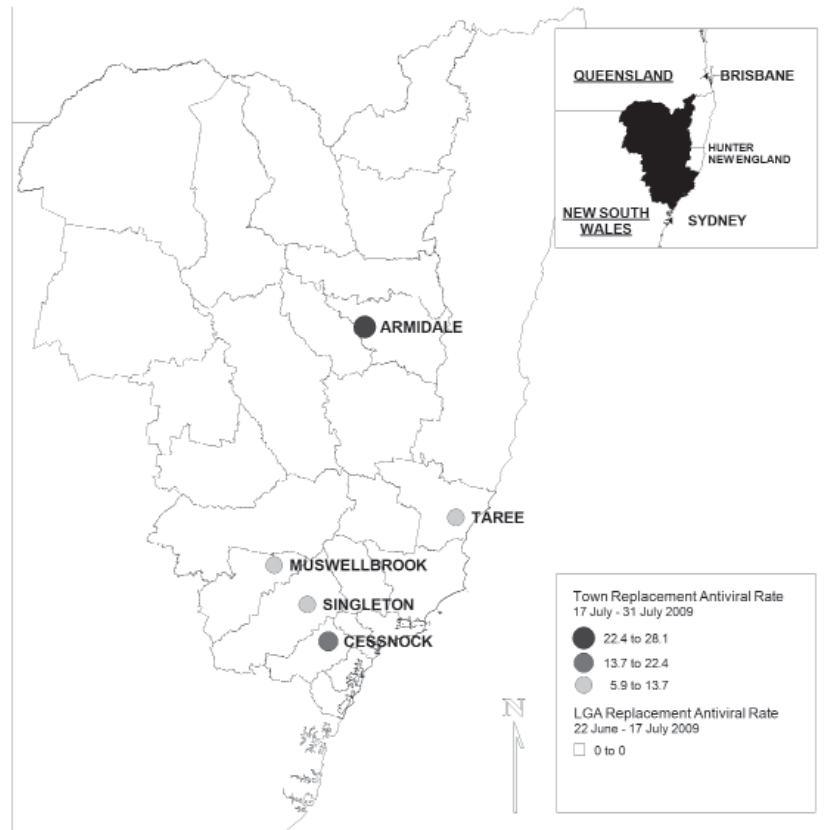 QUEENSLAND
BRISBANE
HUNTER
NEW ENGLAND
NEW SOUTH
WALES
SYDNEY
ARMIDALE
TAREE
MUSWELLBROOK
SINGLETON
CESSNOCK
N
Town Replacement Antiviral Rate
17 July - 31 July 2009
22.4 to 28.1
13.7 to 22.4
5.9 to 13.7
LGA Replacement Antiviral Rate
22 June - 17 July 2009
0 to 0